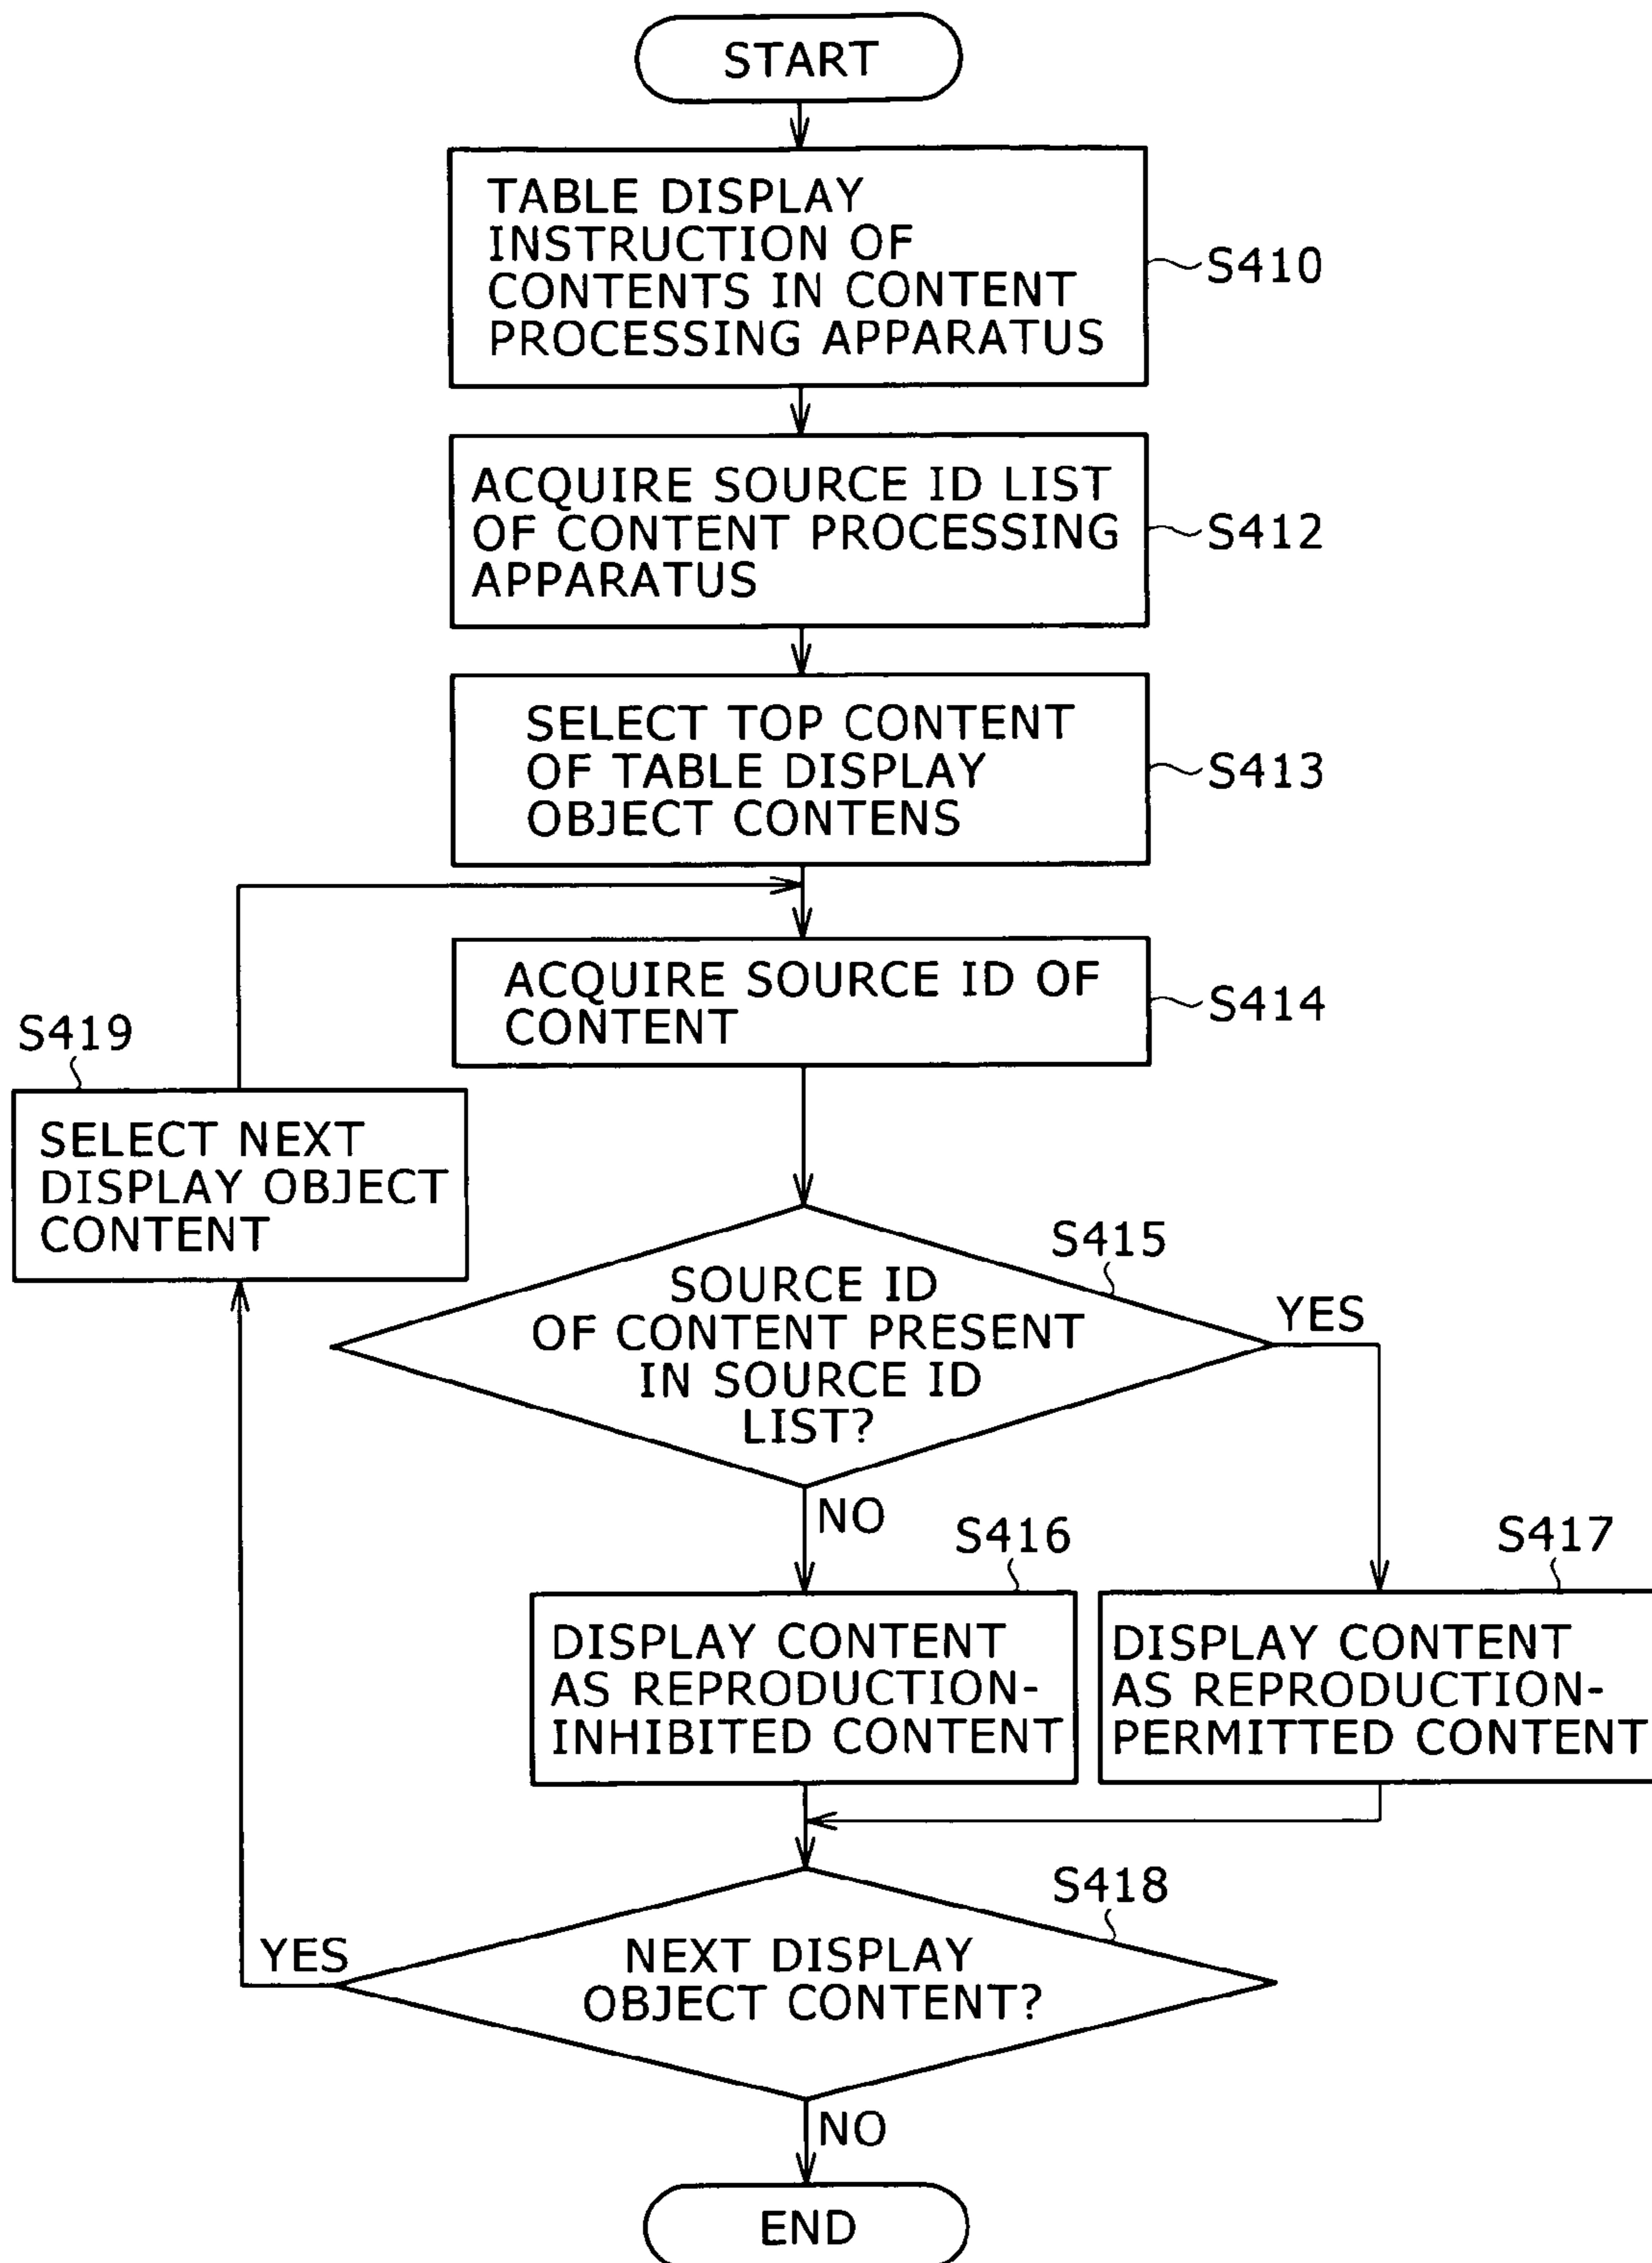 START
TABLE DISPLAY
INSTRUCTION OF
CONTENTS IN CONTENT
PROCESSING APPARATUS
S410
ACQUIRE SOURCE ID LIST
OF CONTENT PROCESSING
APPARATUS
S412
SELECT TOP CONTENT
OF TABLE DISPLAY
OBJECT CONTENS
S413
ACQUIRE SOURCE ID OF
CONTENT
S414
S419
SELECT NEXT
DISPLAY OBJECT
CONTENT
S415
SOURCE ID
OF CONTENT PRESENT
IN SOURCE ID
LIST?
YES
NO
S416
DISPLAY CONTENT
AS REPRODUCTION-
INHIBITED CONTENT
S417
DISPLAY CONTENT
AS REPRODUCTION-
PERMITTED CONTENT
S418
NEXT DISPLAY
OBJECT CONTENT?
YES
NO
END